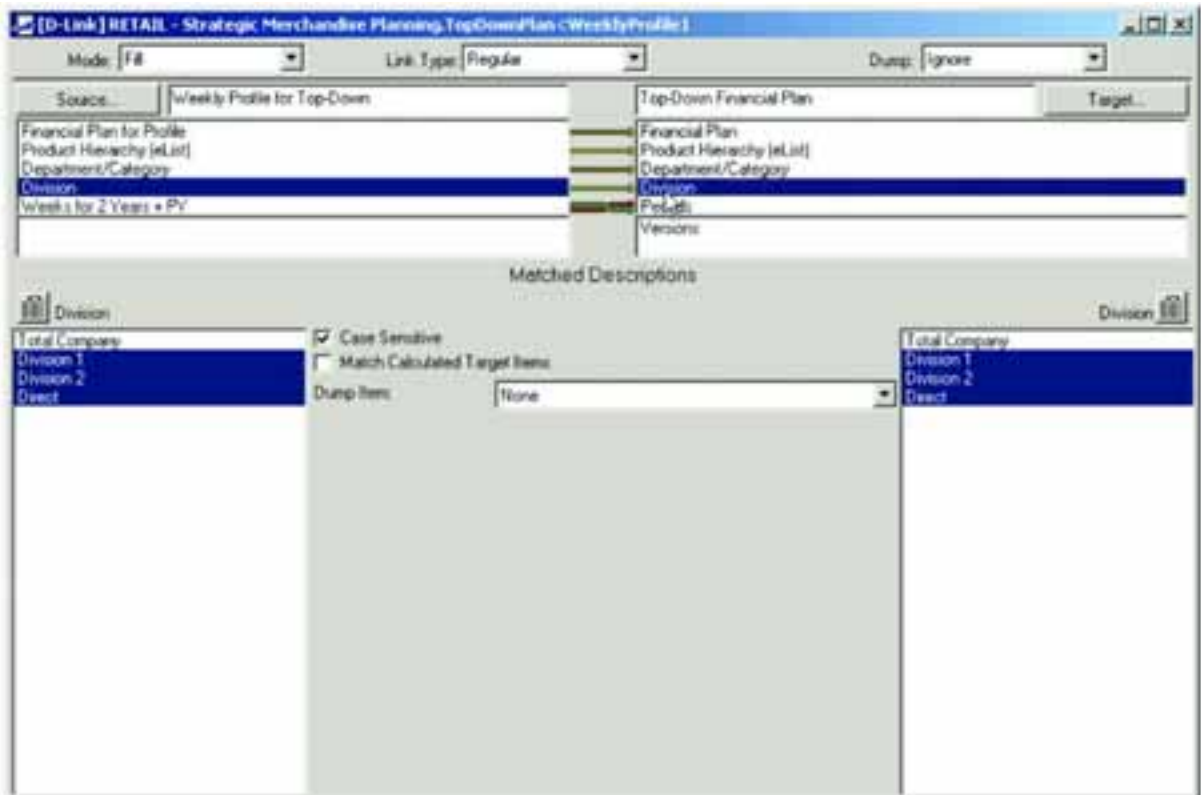 [D-Link] RETAIL - Strategic Merchandise Planning.TopDownPlan <WeeklyProfile1
Mode: Fill Link Type: Regular Dump: Ignore
Source... Weekly Profile for Top-Down Top-Down Financial Plan Target...
Financial Plan for Profile Financial Plan
Product Hierarchy (eList) Product Hierarchy (eList)
Department/Category Department/Category
Division Division
Weeks for 2 Years + PY
Versions
Matched Descriptions
Division Division
Total Company Case Sensitive Total Company
Division 1 Match Calculated Target Items Division 1
Division 2 Division 2
Direct Dump Item: None Direct